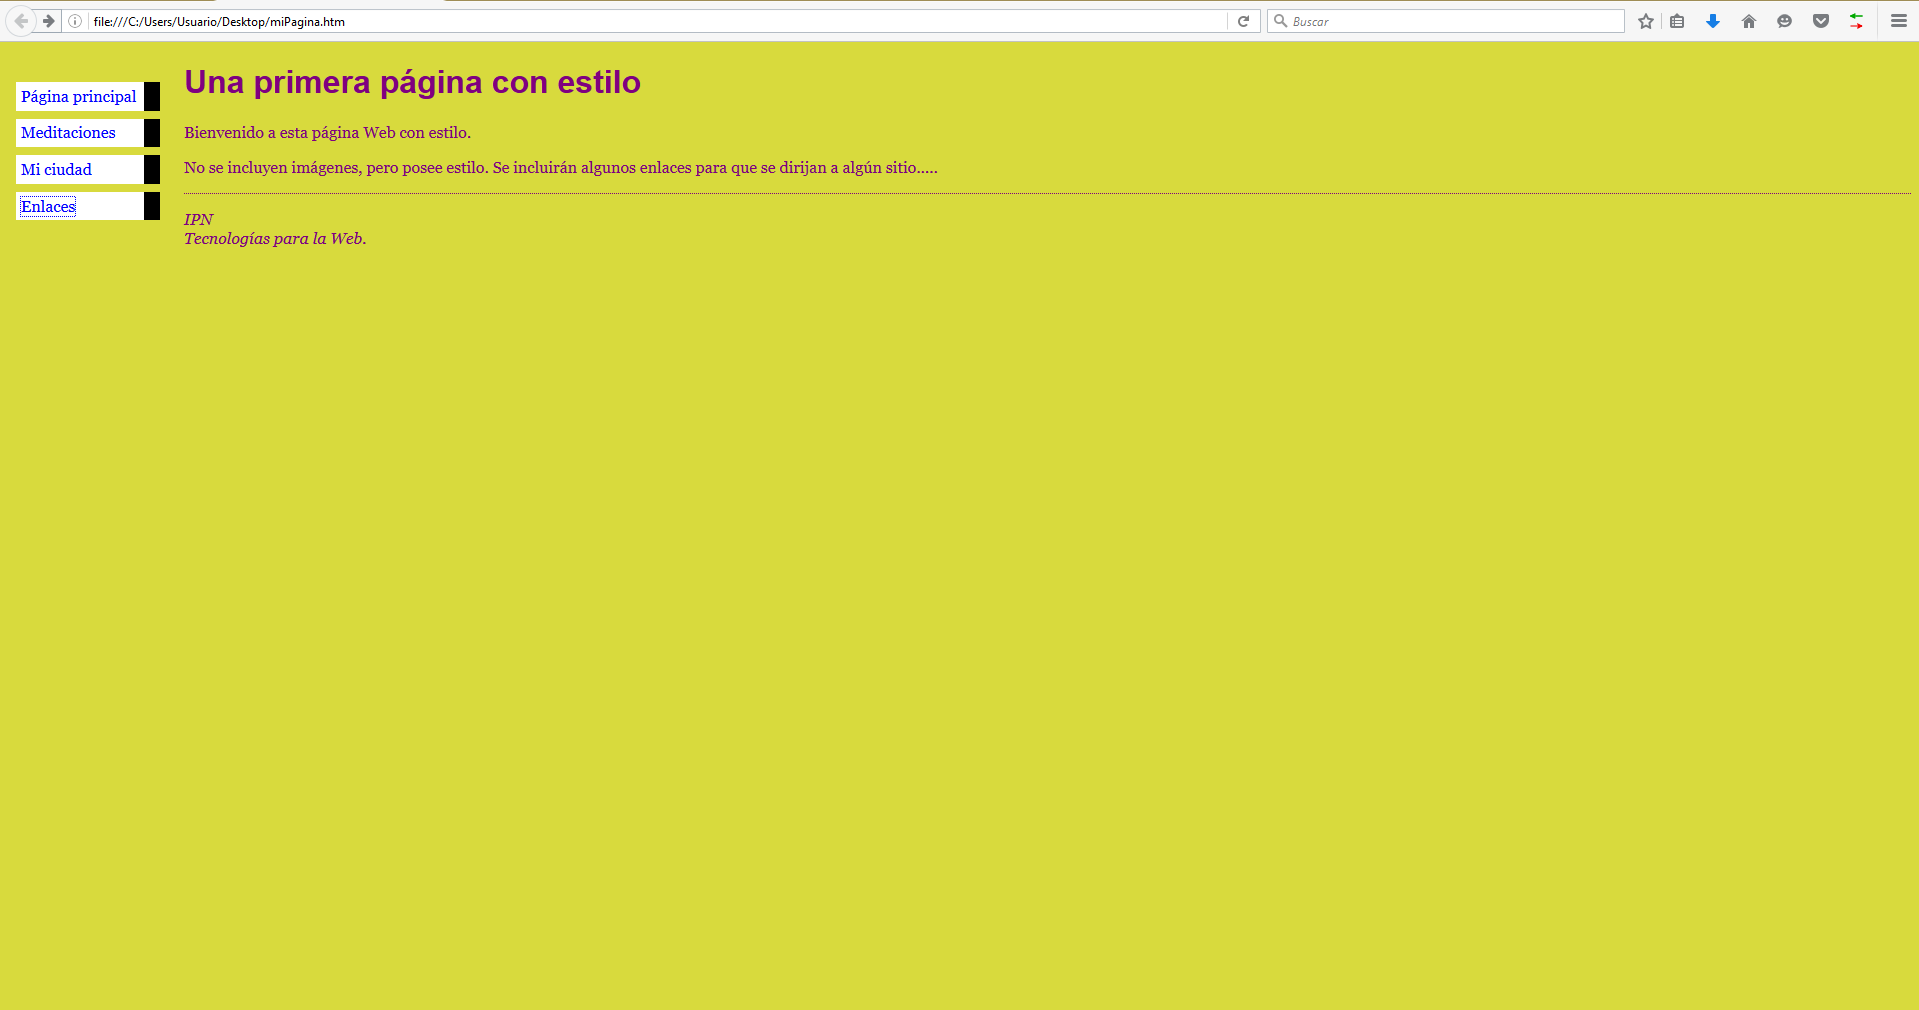 file:///C:/Users/Usuario/Desktop/miPagina.htm
Buscar
Una primera página con estilo
Página principal
Bienvenido a esta página Web con estilo.
Meditaciones
No se incluyen imágenes, pero posee estilo. Se incluirán algunos enlaces para que se dirijan a algún sitio.....
Mi ciudad
Enlaces
IPN
Tecnologías para la Web.